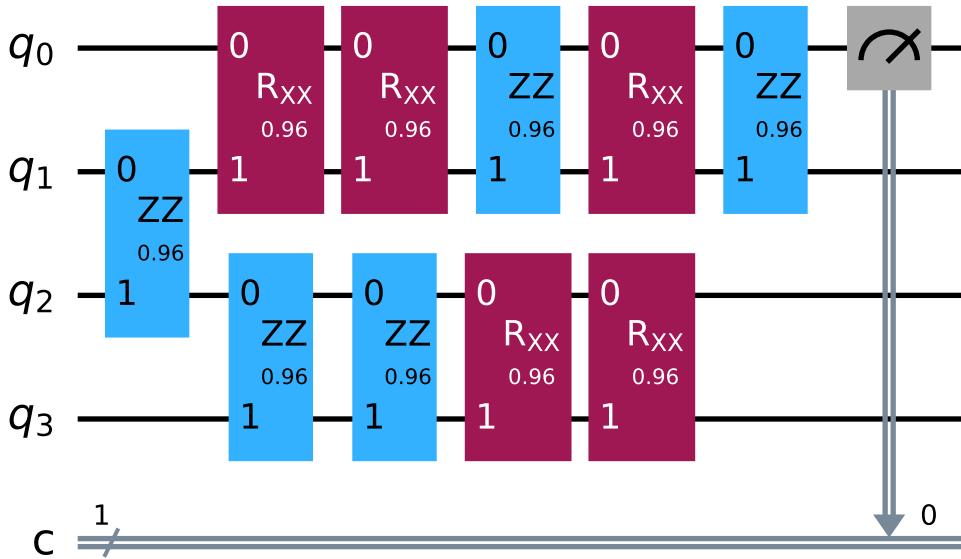 q0 0 0 0 0 0
RXX RXX ZZ RXX ZZ
0.96 0.96 0.96 0.96 0.96
q1 0 1 1 1 1 1
ZZ
0.96
q2 1 0 0 0 0
ZZ ZZ RXX RXX
0.96 0.96 0.96 0.96
q3 1 1 1 1
1 0
c